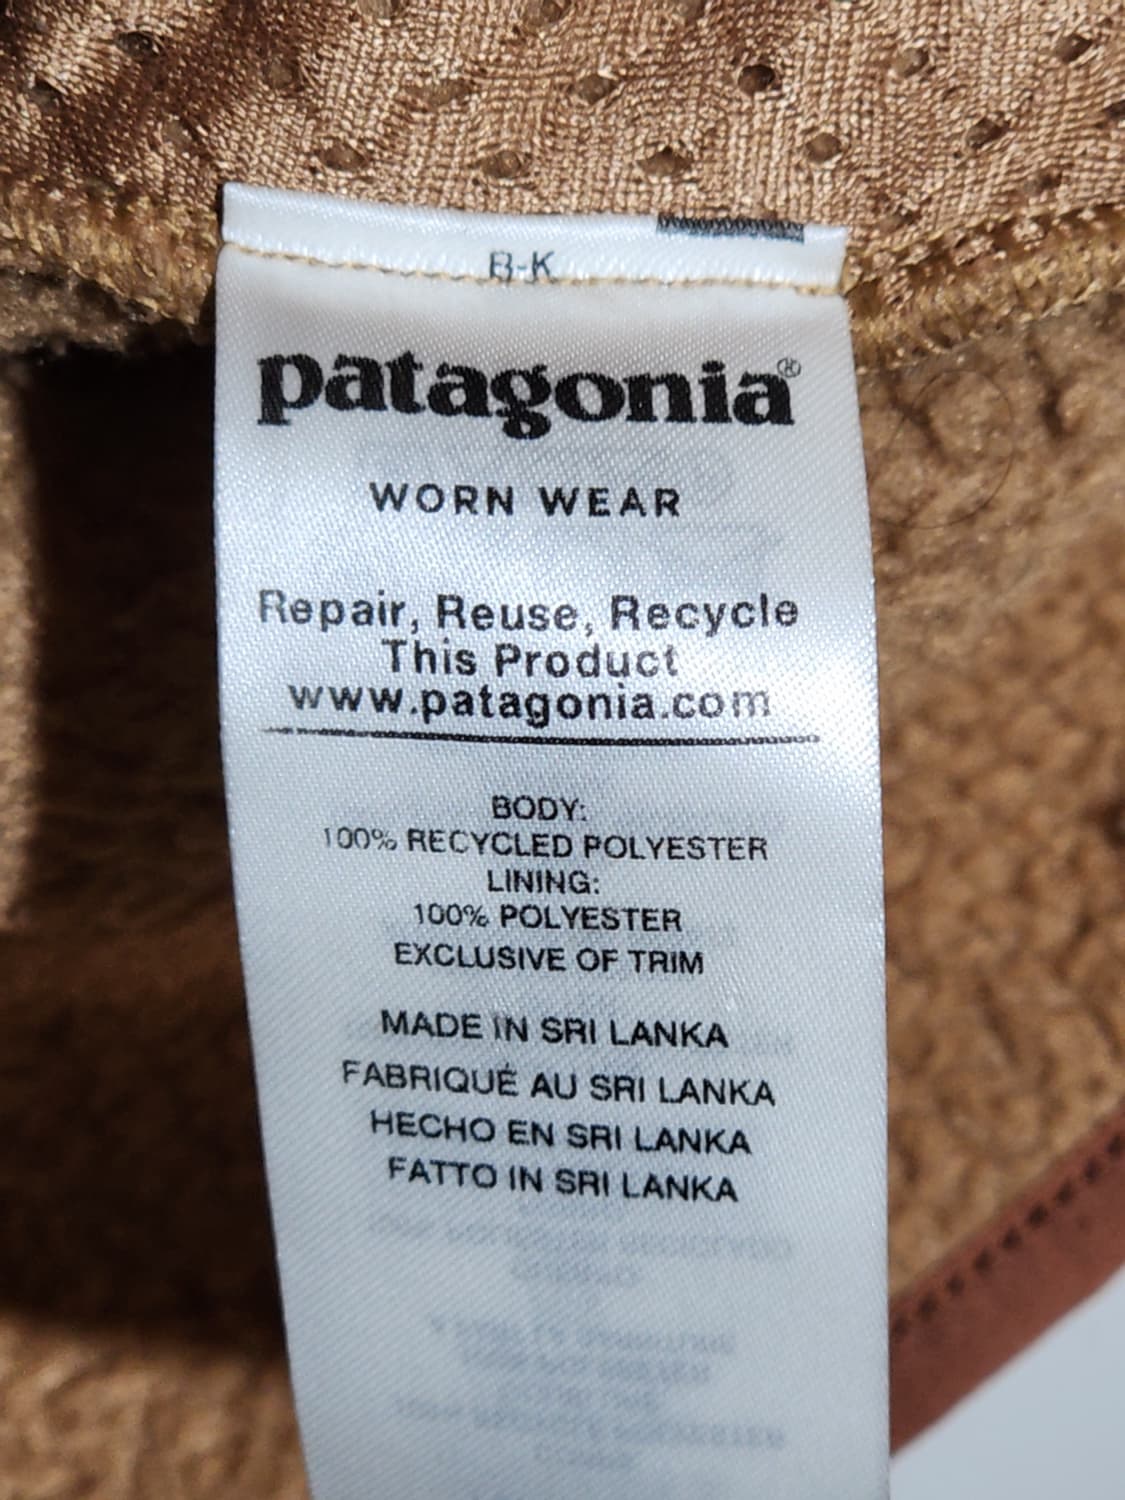 B-K
patagonia®
WORN WEAR
Repair, Reuse, Recycle
This Product
www.patagonia.com
BODY:
100% RECYCLED POLYESTER
LINING:
100% POLYESTER
EXCLUSIVE OF TRIM
MADE IN SRI LANKA
FABRIQUÉ AU SRI LANKA
HECHO EN SRI LANKA
FATTO IN SRI LANKA